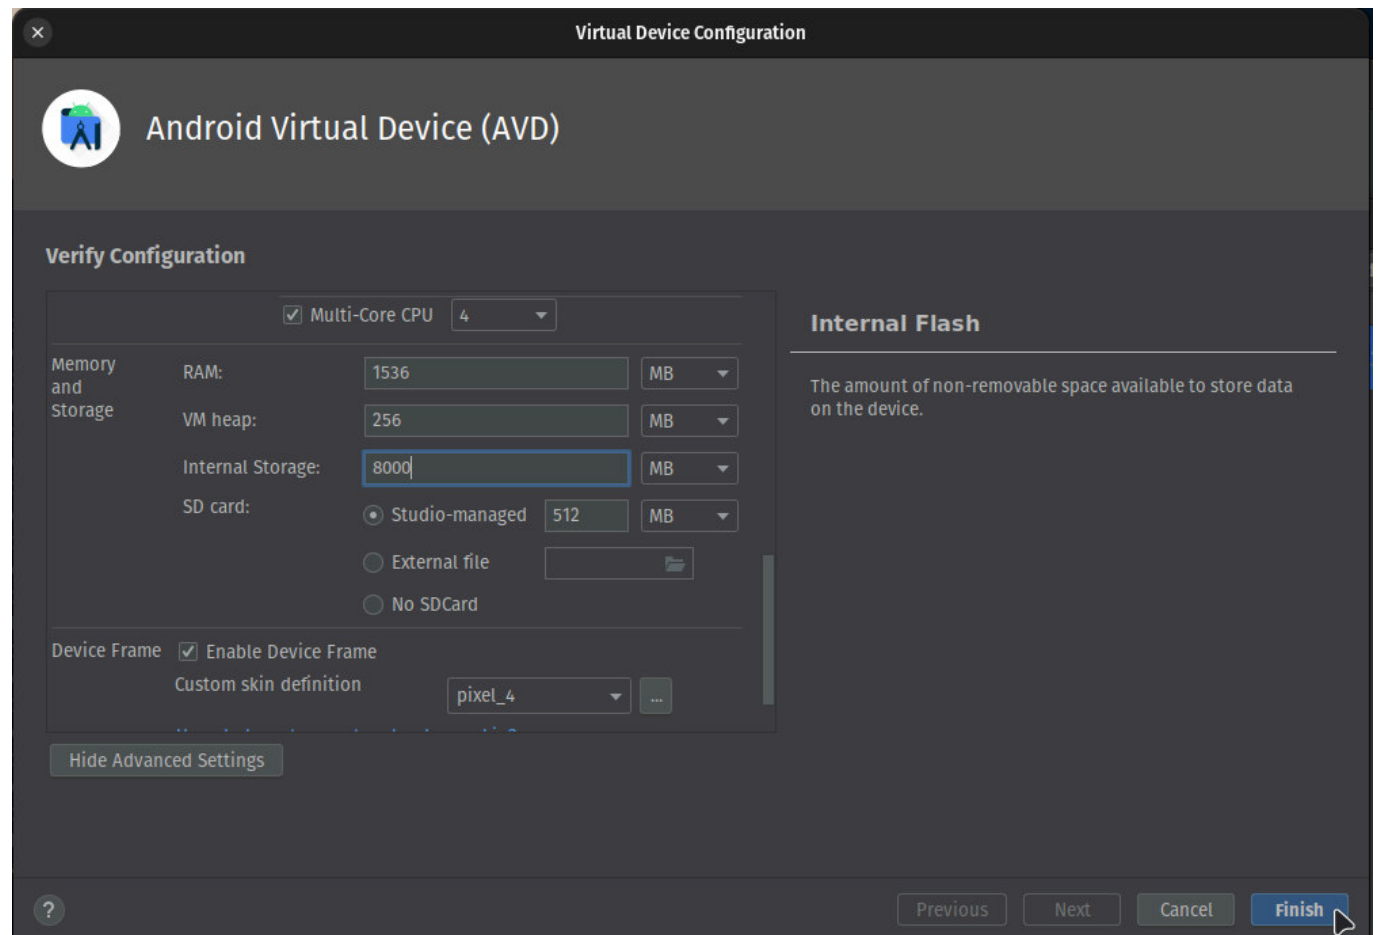 Virtual Device Configuration
Android Virtual Device (AVD)
Verify Configuration
Multi-Core CPU 4
Memory and Storage
RAM: 1536 MB
VM heap: 256 MB
Internal Storage: 8000 MB
SD card: Studio-managed 512 MB
External file
No SDCard
Device Frame Enable Device Frame
Custom skin definition pixel_4 ...
Hide Advanced Settings
Internal Flash
The amount of non-removable space available to store data
on the device.
? Previous Next Cancel Finish